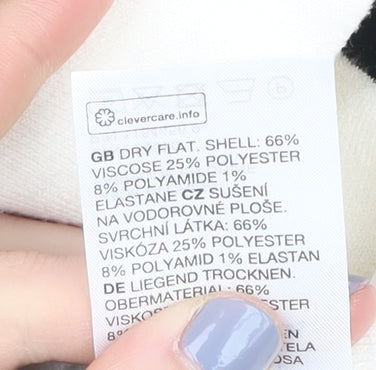 clevercare.info
GB DRY FLAT. SHELL: 66%
VISCOSE 25% POLYESTER
8% POLYAMIDE 1%
ELASTANE CZ SUŠENÍ
NA VODOROVNÉ PLOŠE.
SVRCHNÍ LÁTKA: 66%
VISKÓZA 25% POLYESTER
8% POLYAMID 1% ELASTAN
DE LIEGEND TROCKNEN.
OBERMATERIAL: 66%